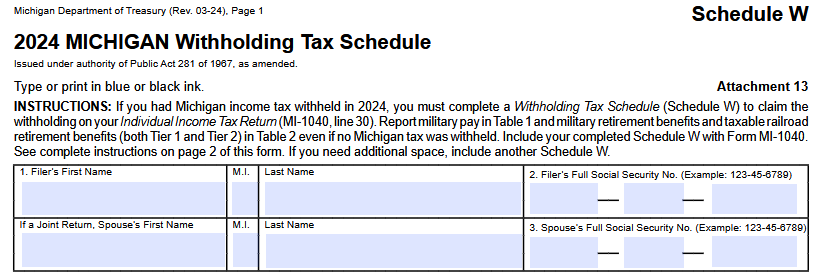 Michigan Department of Treasury (Rev. 03-24), Page 1
Schedule W
2024 MICHIGAN Withholding Tax Schedule
Issued under authority of Public Act 281 of 1967, as amended.
Type or print in blue or black ink.
Attachment 13
INSTRUCTIONS: If you had Michigan income tax withheld in 2024, you must complete a Withholding Tax Schedule (Schedule W) to claim the
withholding on your Individual Income Tax Return (MI-1040, line 30). Report military pay in Table 1 and military retirement benefits and taxable railroad
retirement benefits (both Tier 1 and Tier 2) in Table 2 even if no Michigan tax was withheld. Include your completed Schedule W with Form MI-1040.
See complete instructions on page 2 of this form. If you need additional space, include another Schedule W.
1. Filer's First Name
M.I.
Last Name
2. Filer's Full Social Security No. (Example: 123-45-6789)
— —
If a Joint Return, Spouse's First Name
M.I.
Last Name
3. Spouse's Full Social Security No. (Example: 123-45-6789)
— —